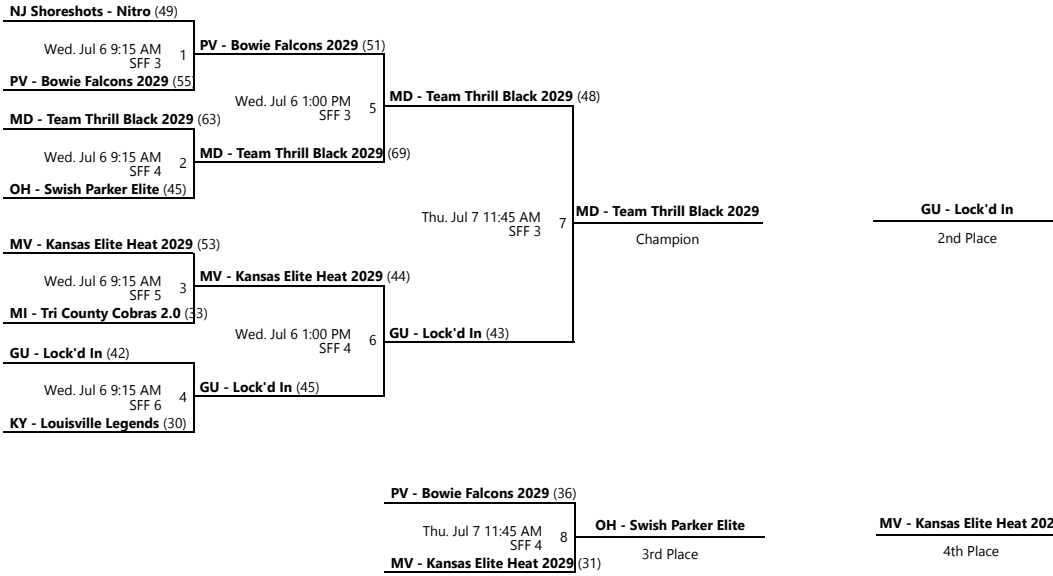 NJ Shoreshots - Nitro (49)
Wed. Jul 6 9:15 AM
SFF 3
1
PV - Bowie Falcons 2029 (55)
PV - Bowie Falcons 2029 (51)
Wed. Jul 6 1:00 PM
SFF 3
5
MD - Team Thrill Black 2029 (63)
Wed. Jul 6 9:15 AM
SFF 4
2
OH - Swish Parker Elite (45)
MD - Team Thrill Black 2029 (69)
MD - Team Thrill Black 2029 (48)
Thu. Jul 7 11:45 AM
SFF 3
7
MD - Team Thrill Black 2029
Champion
GU - Lock'd In
2nd Place
MV - Kansas Elite Heat 2029 (53)
Wed. Jul 6 9:15 AM
SFF 5
3
MI - Tri County Cobras 2.0 (33)
MV - Kansas Elite Heat 2029 (44)
Wed. Jul 6 1:00 PM
SFF 4
6
GU - Lock'd In (43)
GU - Lock'd In (42)
Wed. Jul 6 9:15 AM
SFF 6
4
KY - Louisville Legends (30)
GU - Lock'd In (45)
PV - Bowie Falcons 2029 (36)
Thu. Jul 7 11:45 AM
SFF 4
8
MV - Kansas Elite Heat 2029 (31)
OH - Swish Parker Elite
3rd Place
MV - Kansas Elite Heat 202
4th Place